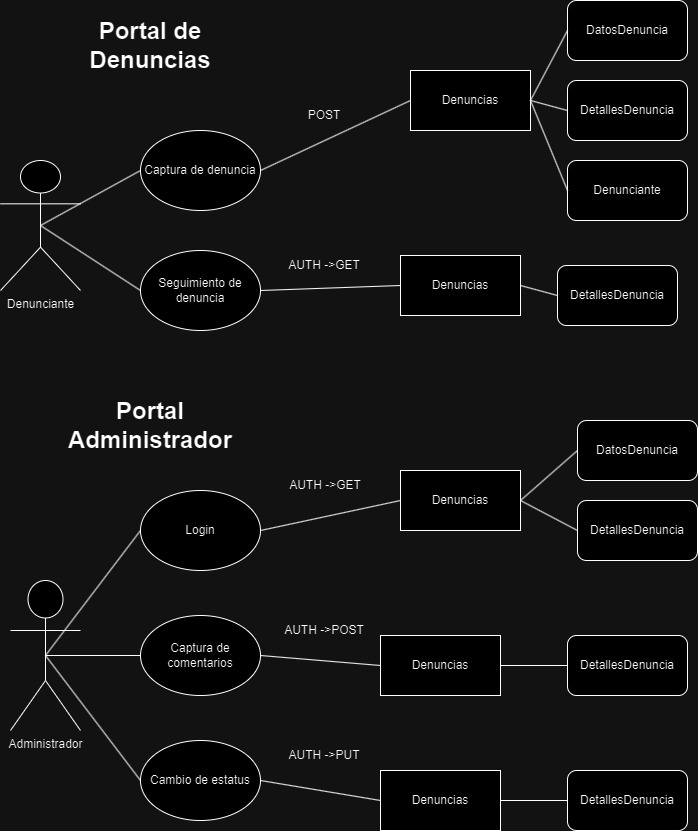 Portal de
Denuncias
DatosDenuncia
Denuncias
DetallesDenuncia
POST
Captura de denuncia
Denunciante
AUTH ->GET
Seguimiento de
denuncia
Denuncias
DetallesDenuncia
Denunciante
Portal
Administrador
DatosDenuncia
AUTH ->GET
Denuncias
Login
DetallesDenuncia
AUTH ->POST
Captura de
comentarios
Denuncias
DetallesDenuncia
Administrador
AUTH ->PUT
Cambio de estatus
Denuncias
DetallesDenuncia